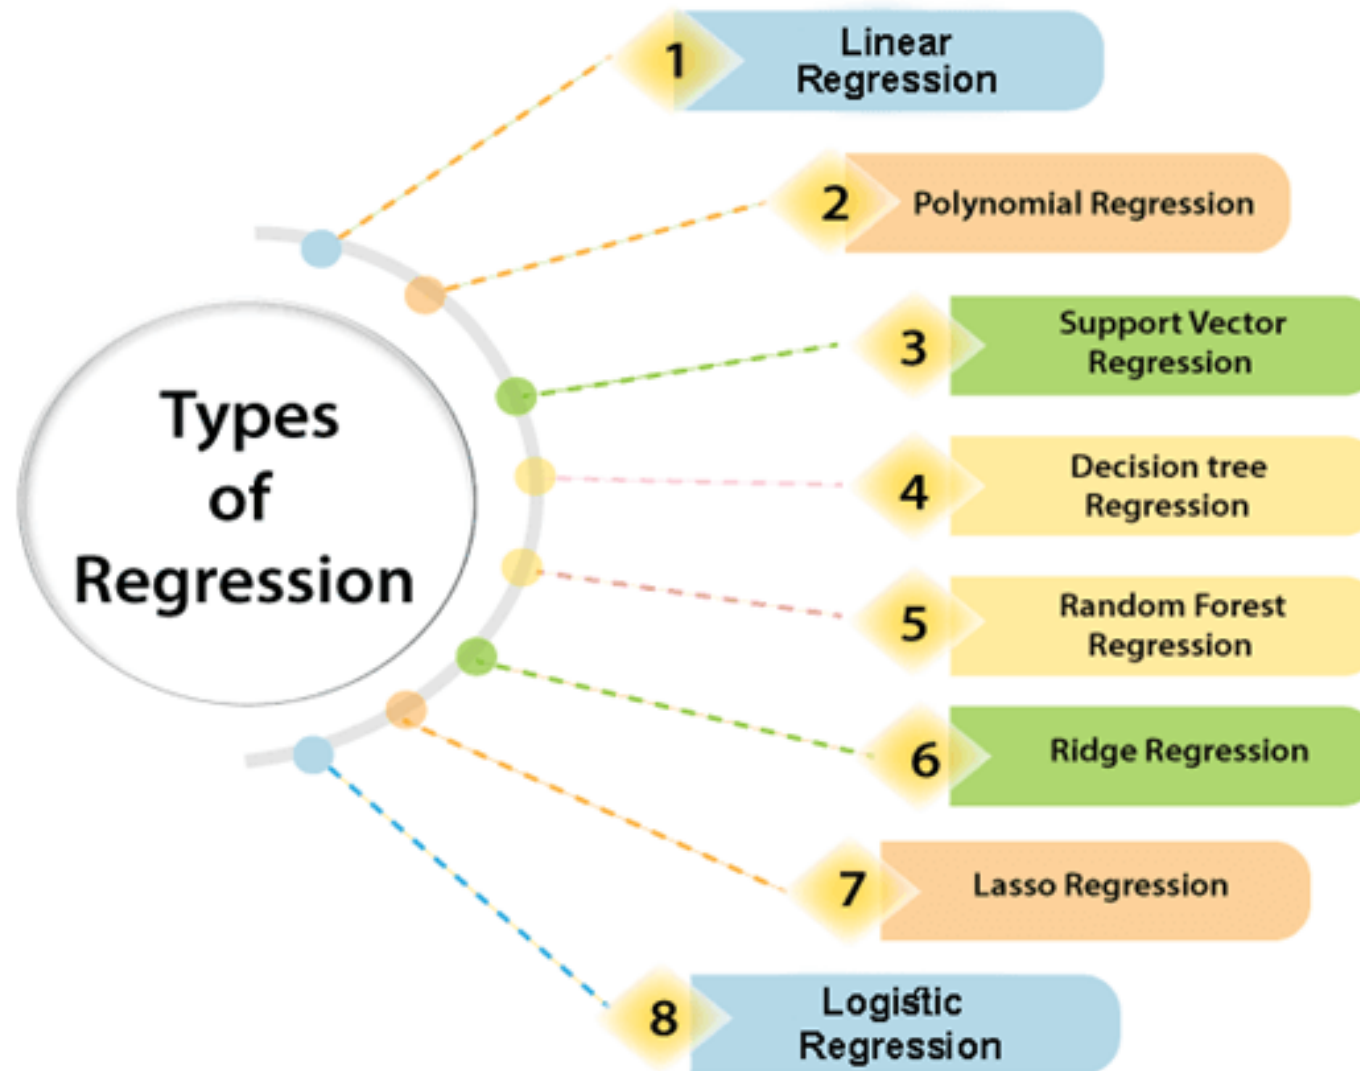 Types
of
Regression
1
Linear
Regression
2
Polynomial Regression
3
Support Vector
Regression
4
Decision tree
Regression
5
Random Forest
Regression
6
Ridge Regression
7
Lasso Regression
8
Logistic
Regression